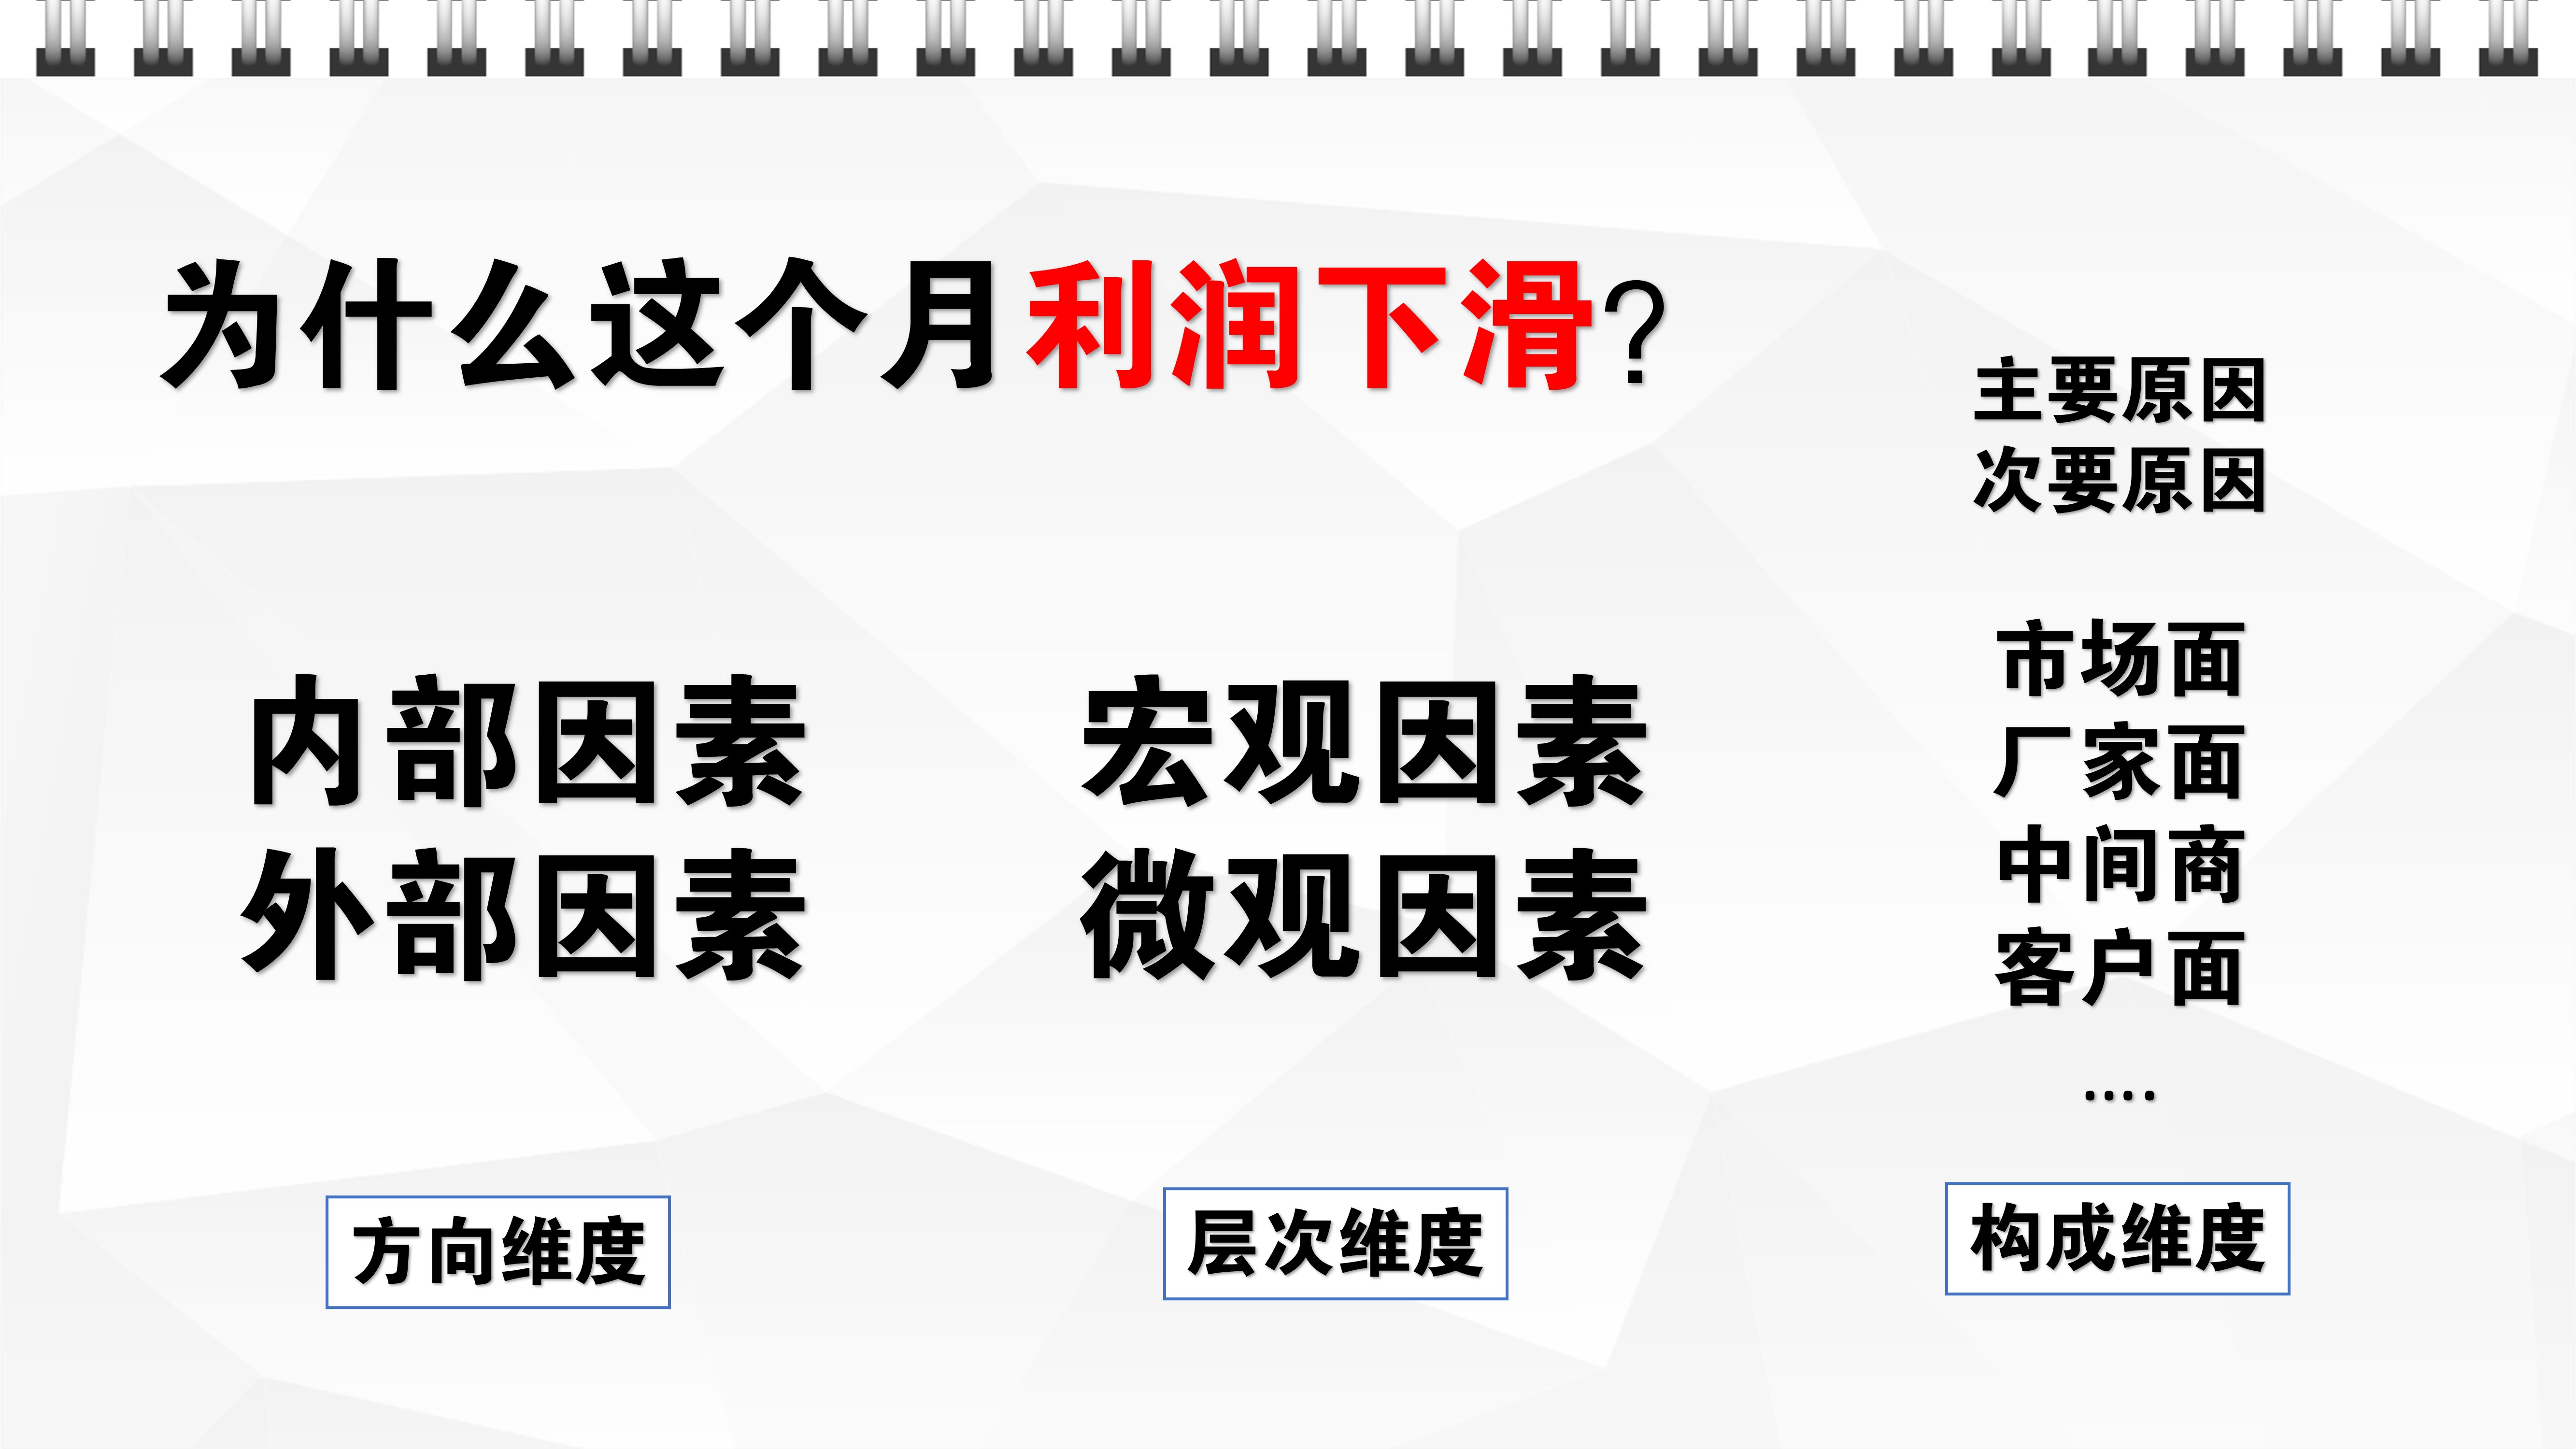 为什么这个月利润下滑？
内部因素
外部因素
方向维度
宏观因素
微观因素
层次维度
主要原因
次要原因
市场面
厂家面
中间商
客户面
....
构成维度